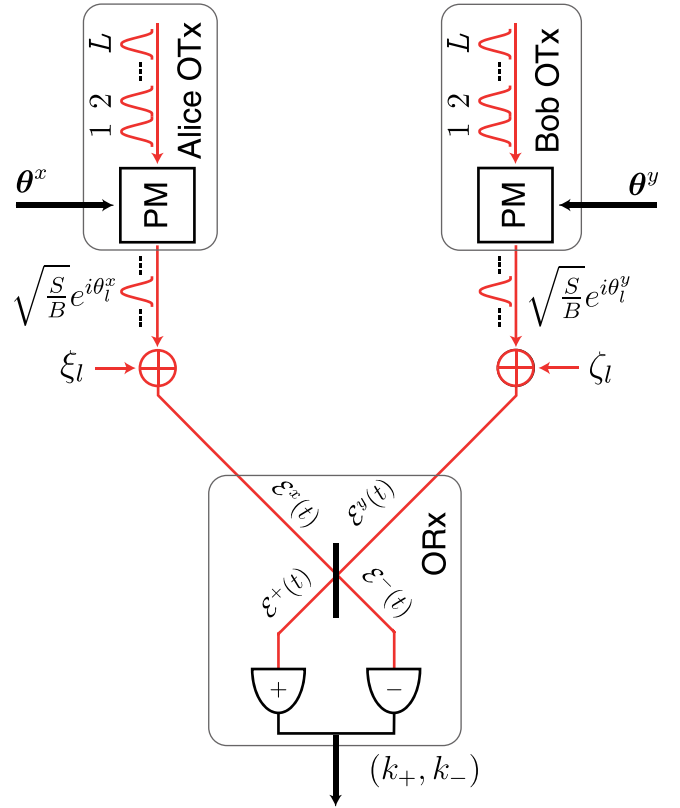 1 2 ... L
Alice OTx
1 2 ... L
Bob OTx
θ^x
PM
PM
θ^y
√(S/B) e^{iθ_l^x}
√(S/B) e^{iθ_l^y}
ξ_l
ζ_l
ℰ^x(t)
ℰ^y(t)
ORx
ℰ^+(t)
ℰ^−(t)
+
−
(k_+, k_−)